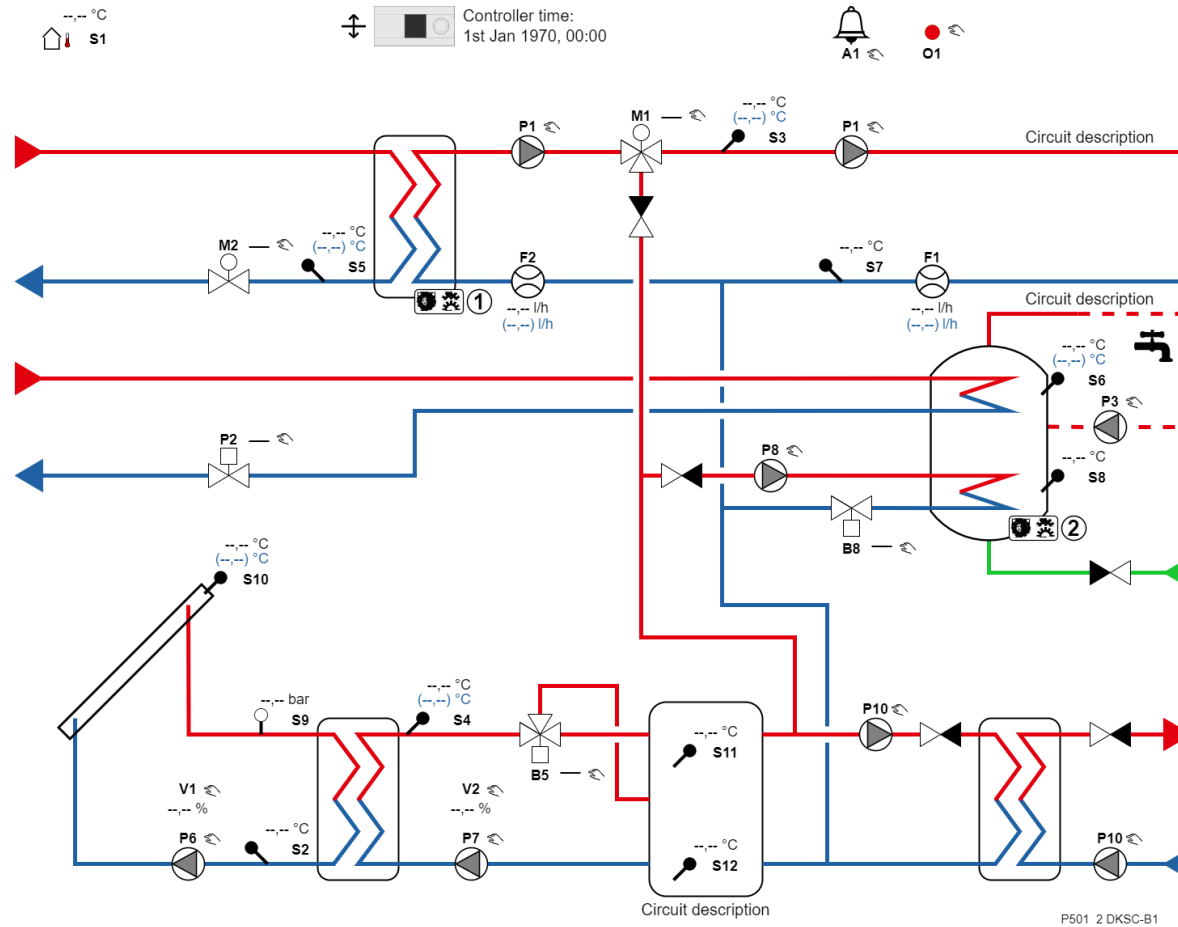 --,-- °C
S1
Controller time:
1st Jan 1970, 00:00
A1
O1
P1
M1
--,-- °C
(--,--) °C
S3
P1
Circuit description
M2
--,-- °C
(--,--) °C
S5
F2
--,-- l/h
(--,--) l/h
--,-- °C
S7
F1
--,-- l/h
(--,--) l/h
Circuit description
1
--,-- °C
(--,--) °C
S6
P3
P2
P8
--,-- °C
S8
B8
2
--,-- °C
(--,--) °C
S10
--,-- bar
S9
--,-- °C
(--,--) °C
S4
B5
--,-- °C
S11
P10
V1
--,-- %
P6
--,-- °C
S2
V2
--,-- %
P7
--,-- °C
S12
P10
Circuit description
P501 2 DKSC-B1